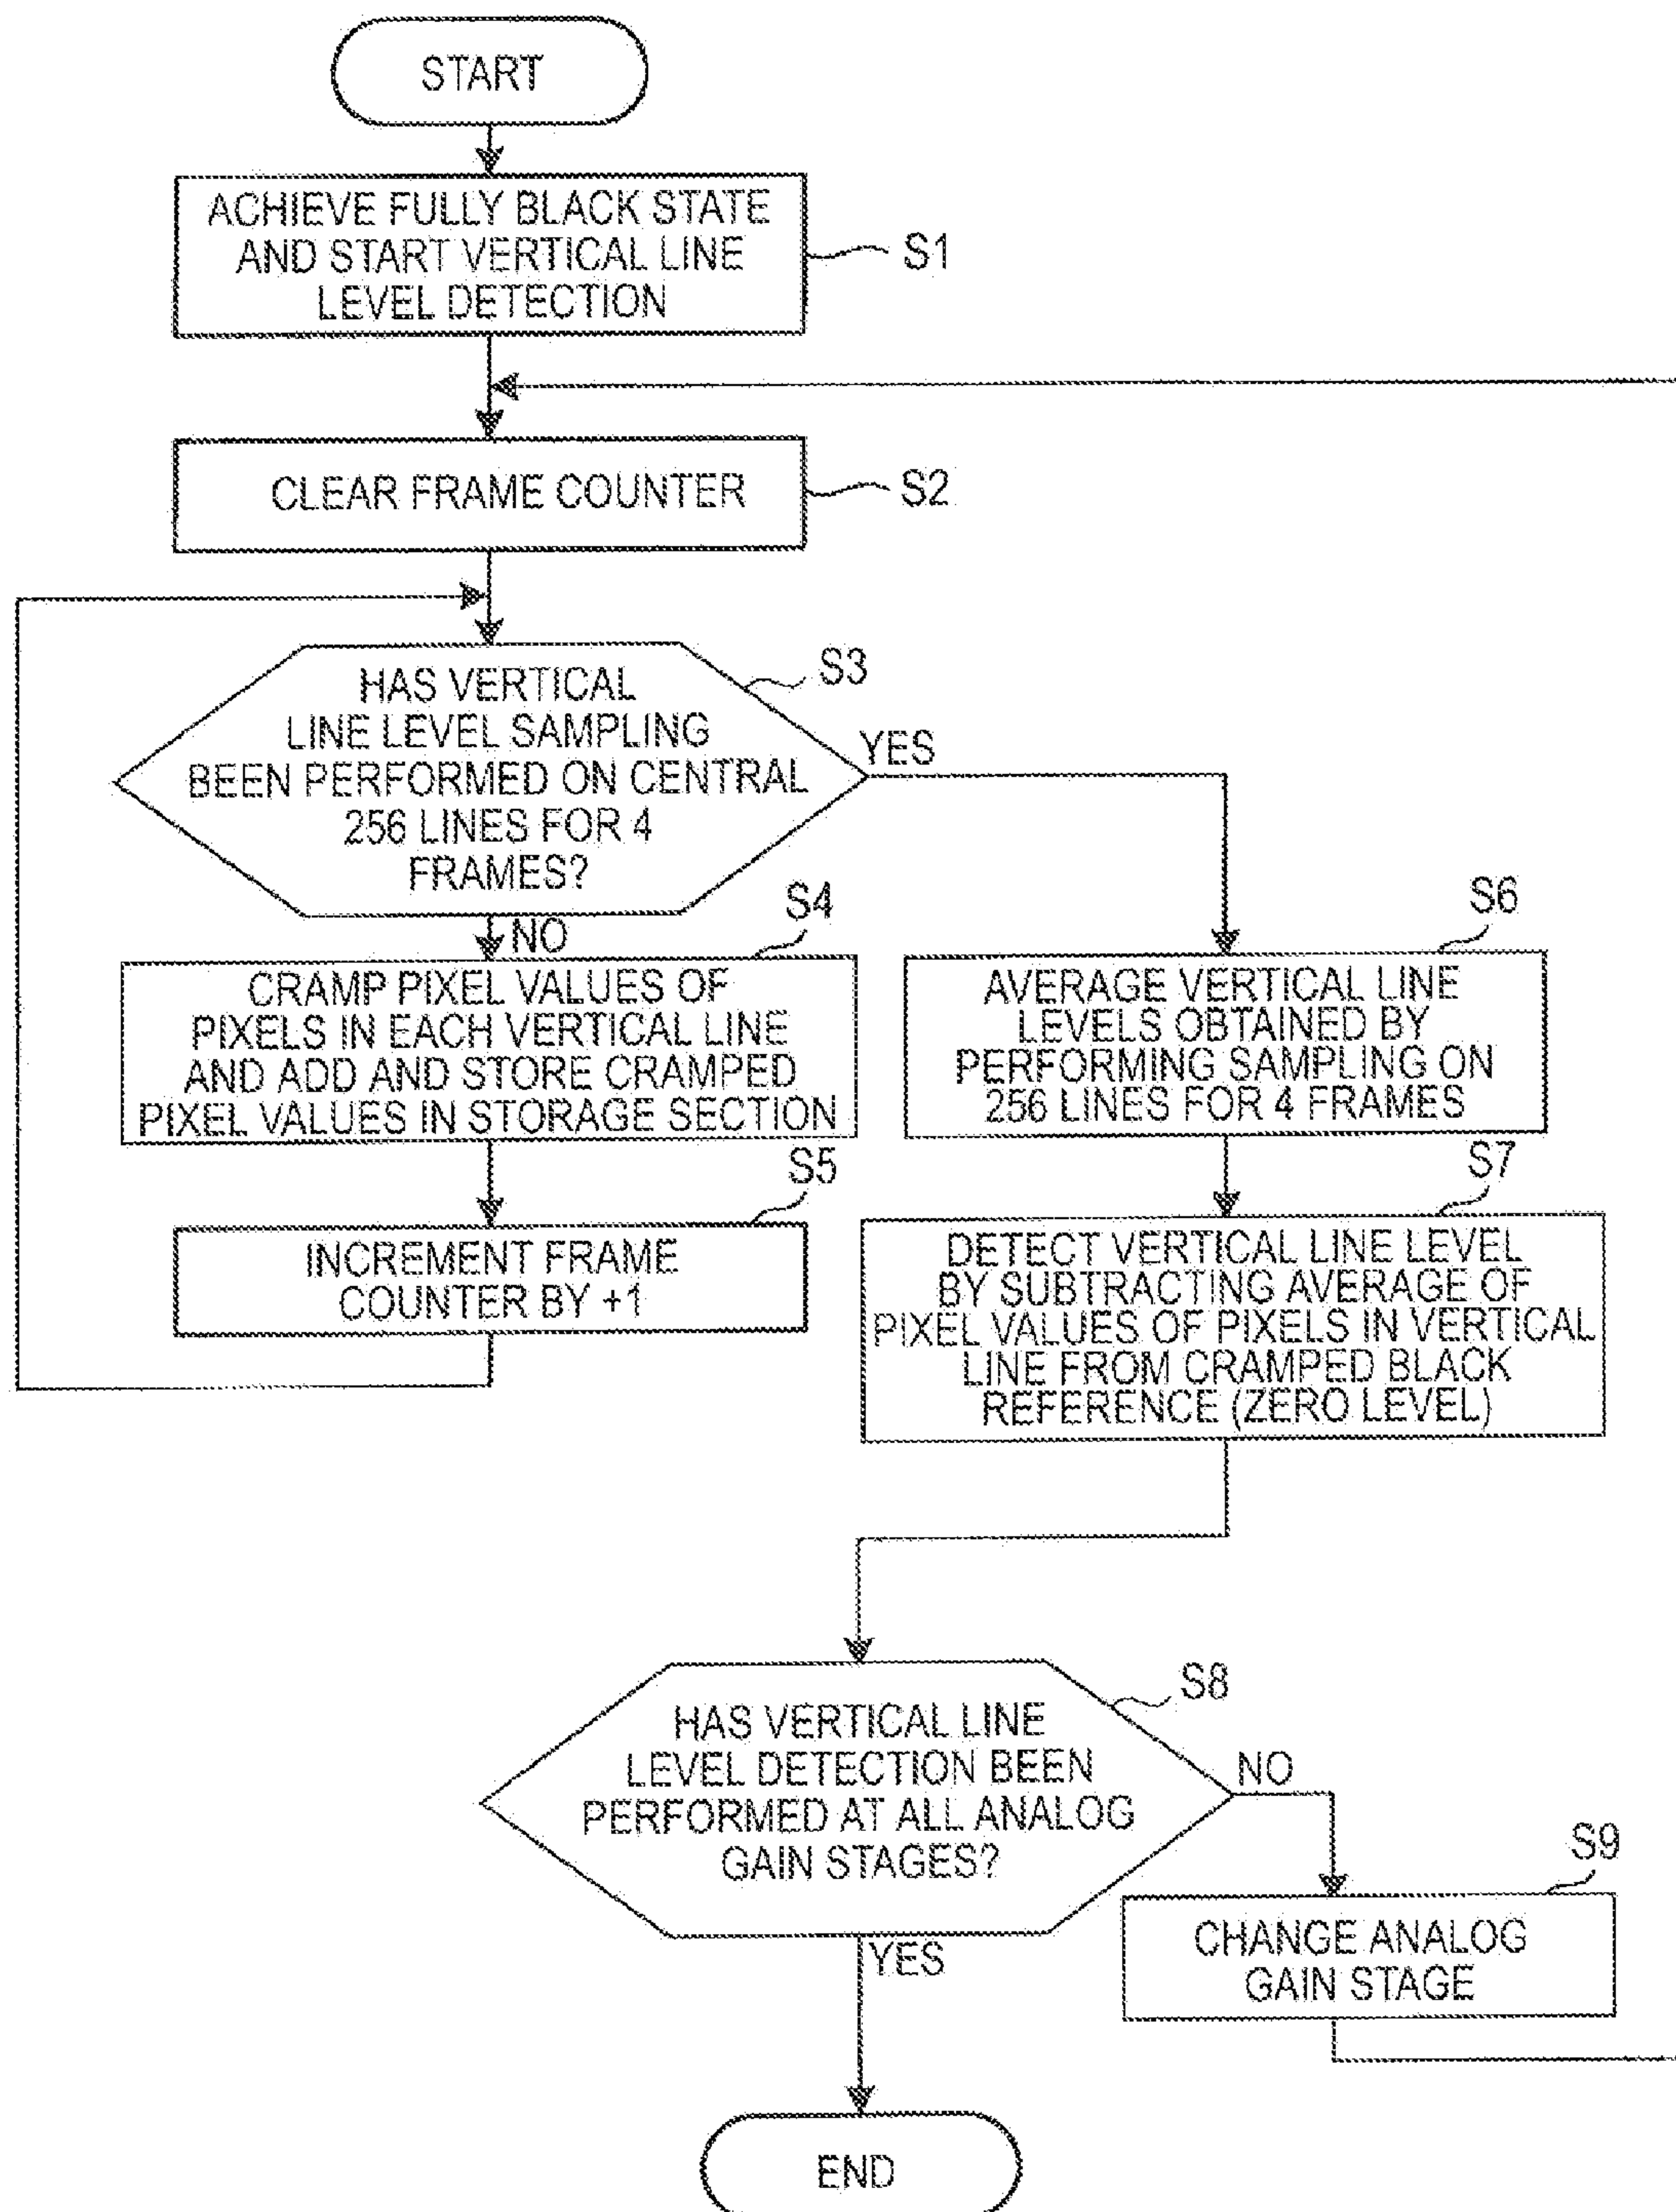 START
ACHIEVE FULLY BLACK STATE
AND START VERTICAL LINE
LEVEL DETECTION
S1
CLEAR FRAME COUNTER
S2
HAS VERTICAL
LINE LEVEL SAMPLING
BEEN PERFORMED ON CENTRAL
256 LINES FOR 4
FRAMES?
S3
YES
NO
S4
CRAMP PIXEL VALUES OF
PIXELS IN EACH VERTICAL LINE
AND ADD AND STORE CRAMPED
PIXEL VALUES IN STORAGE SECTION
S5
INCREMENT FRAME
COUNTER BY +1
S6
AVERAGE VERTICAL LINE
LEVELS OBTAINED BY
PERFORMING SAMPLING ON
256 LINES FOR 4 FRAMES
S7
DETECT VERTICAL LINE LEVEL
BY SUBTRACTING AVERAGE OF
PIXEL VALUES OF PIXELS IN VERTICAL
LINE FROM CRAMPED BLACK
REFERENCE (ZERO LEVEL)
S8
HAS VERTICAL LINE
LEVEL DETECTION BEEN
PERFORMED AT ALL ANALOG
GAIN STAGES?
NO
YES
S9
CHANGE ANALOG
GAIN STAGE
END